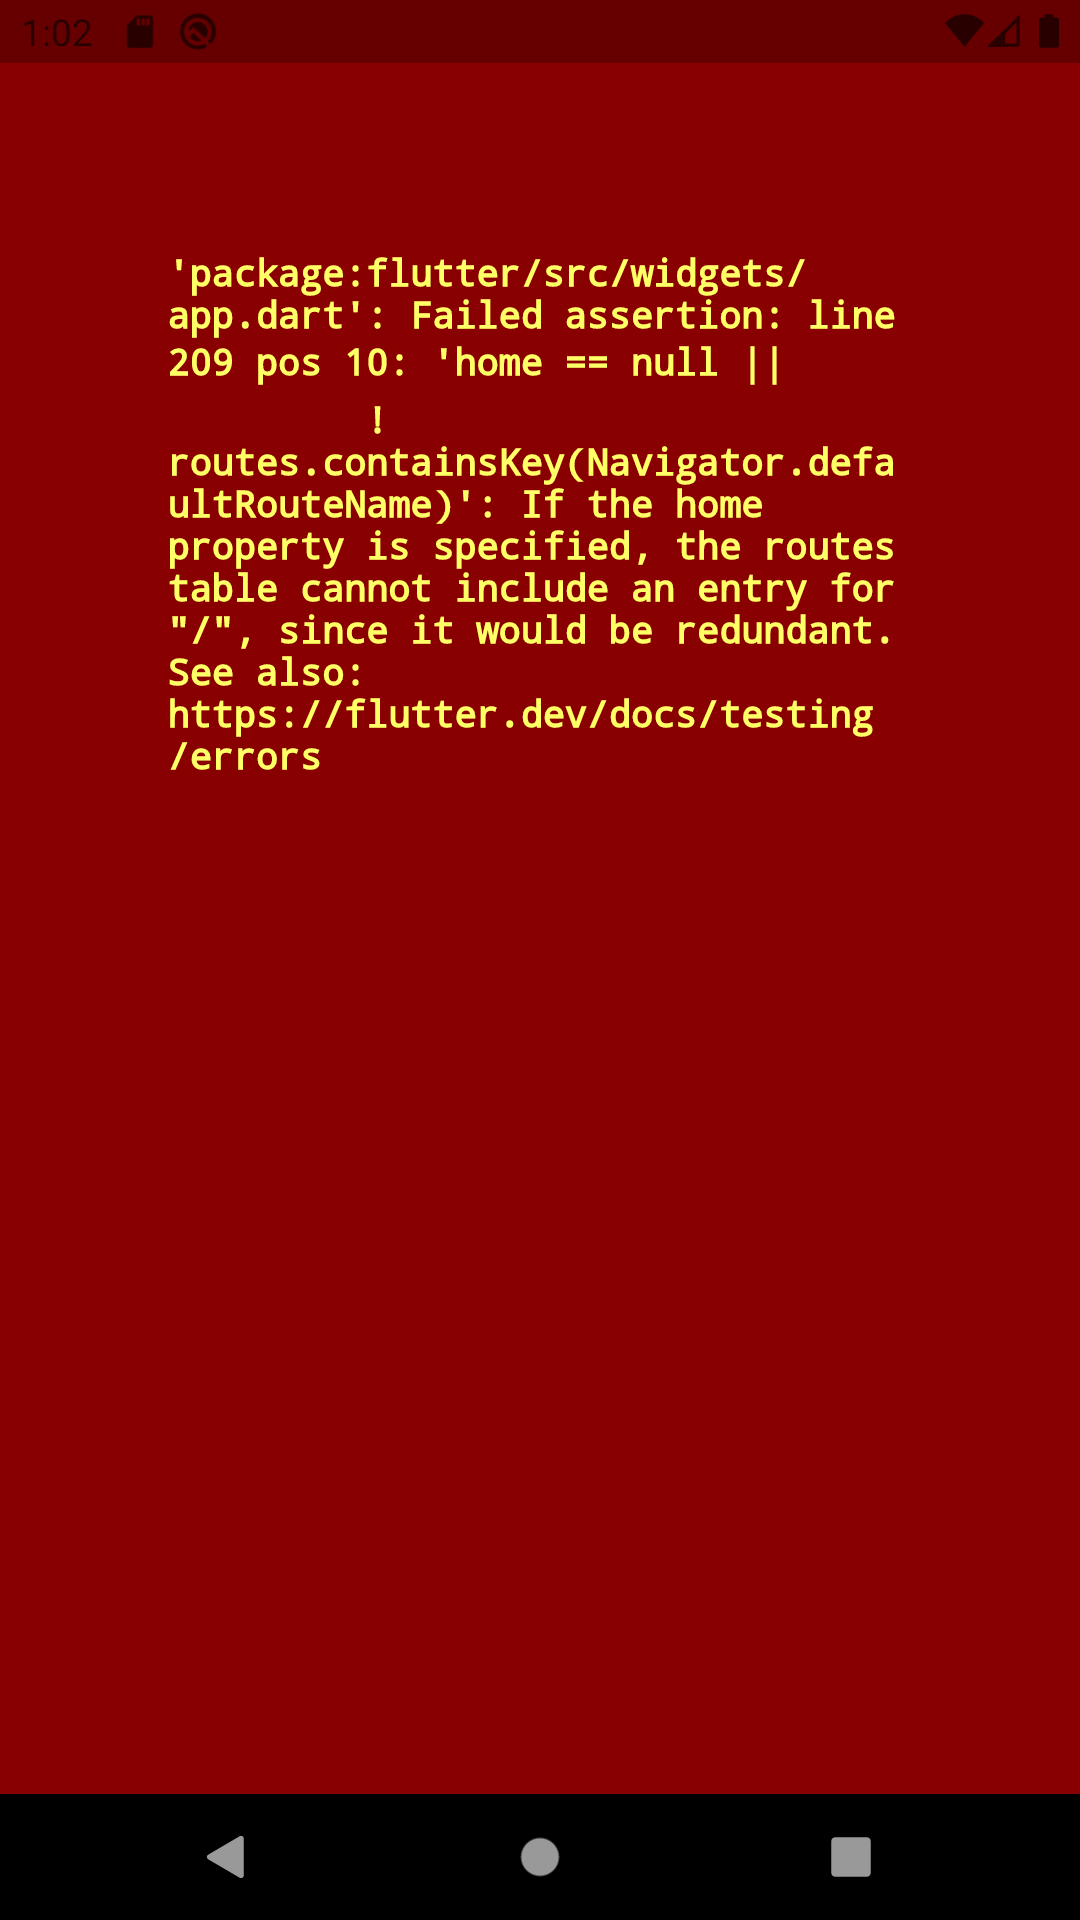 1:02
'package:flutter/src/widgets/
app.dart': Failed assertion: line
209 pos 10: 'home == null ||
!
routes.containsKey(Navigator.defa
ultRouteName)': If the home
property is specified, the routes
table cannot include an entry for
"/", since it would be redundant.
See also:
https://flutter.dev/docs/testing
/errors